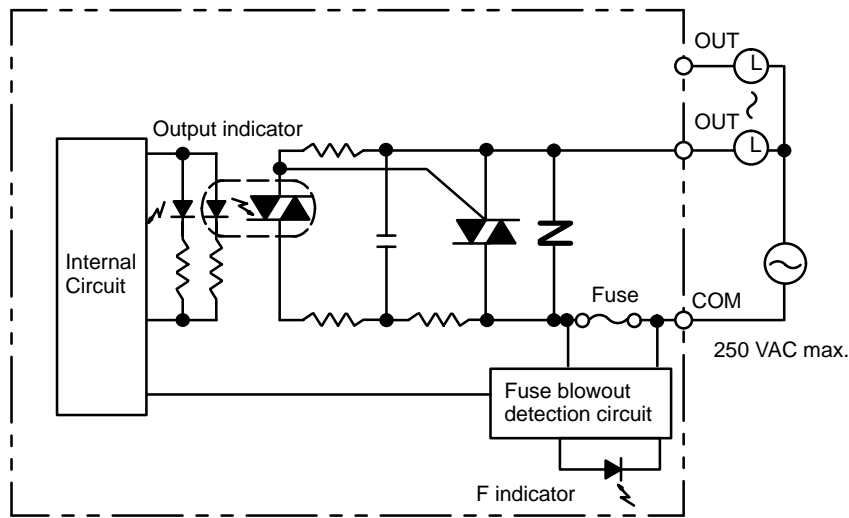 OUT
L
OUT
L
Output indicator
Internal
Circuit
Fuse
COM
250 VAC max.
Fuse blowout
detection circuit
F indicator